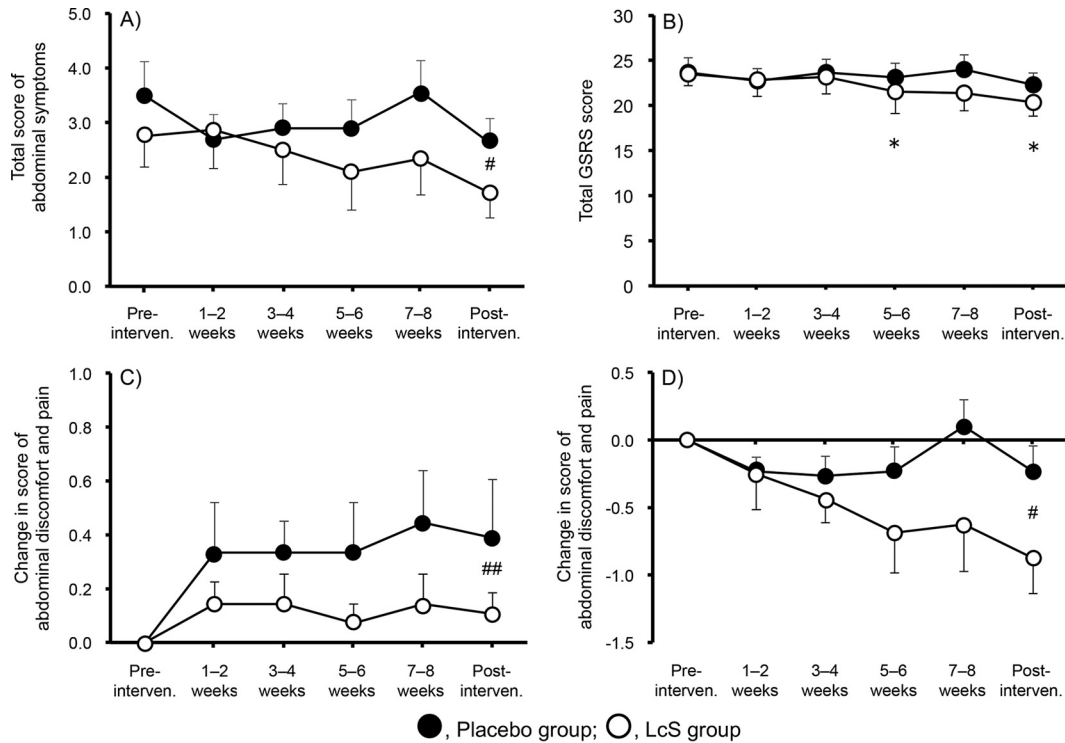 A)
Total score of
abdominal symptoms
5.0
4.0
3.0
2.0
1.0
0.0
#
Pre-
interven.
1–2
weeks
3–4
weeks
5–6
weeks
7–8
weeks
Post-
interven.
B)
Total GSRS score
30
25
20
15
10
5
0
*
*
Pre-
interven.
1–2
weeks
3–4
weeks
5–6
weeks
7–8
weeks
Post-
interven.
C)
Change in score of
abdominal discomfort and pain
1.0
0.8
0.6
0.4
0.2
0.0
##
Pre-
interven.
1–2
weeks
3–4
weeks
5–6
weeks
7–8
weeks
Post-
interven.
D)
Change in score of
abdominal discomfort and pain
0.5
0.0
-0.5
-1.0
-1.5
#
Pre-
interven.
1–2
weeks
3–4
weeks
5–6
weeks
7–8
weeks
Post-
interven.
, Placebo group; , LcS group